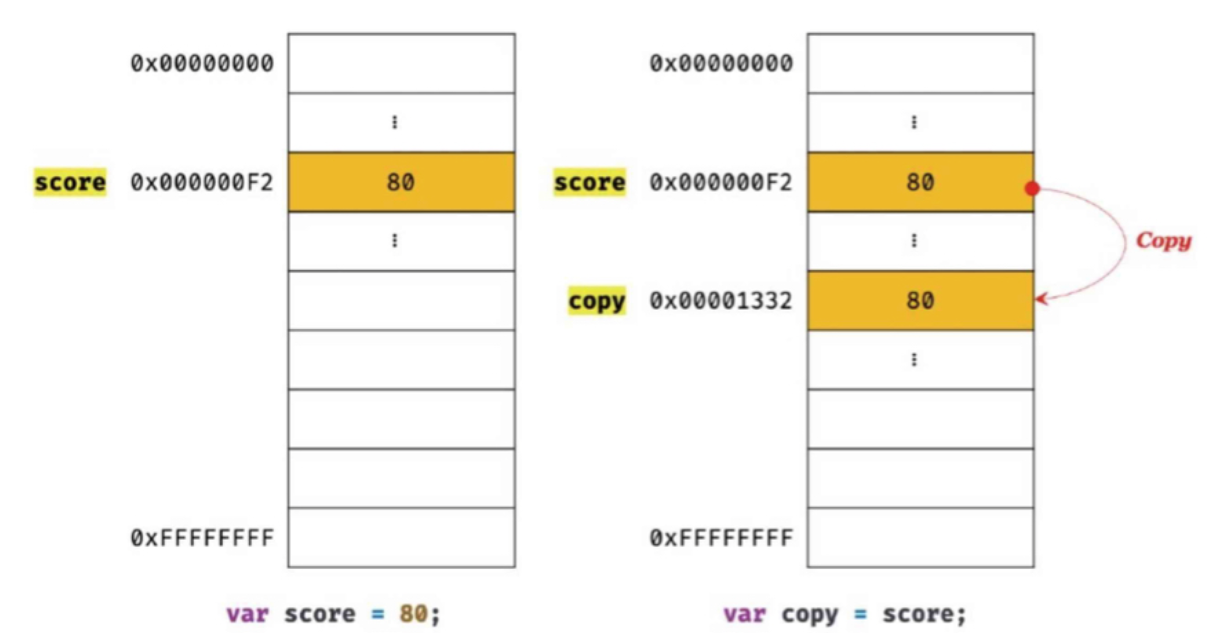 0x00000000
⋮
score 0x000000F2 80
⋮
0xFFFFFFFF
var score = 80;
0x00000000
⋮
score 0x000000F2 80
⋮
Copy
copy 0x00001332 80
⋮
0xFFFFFFFF
var copy = score;